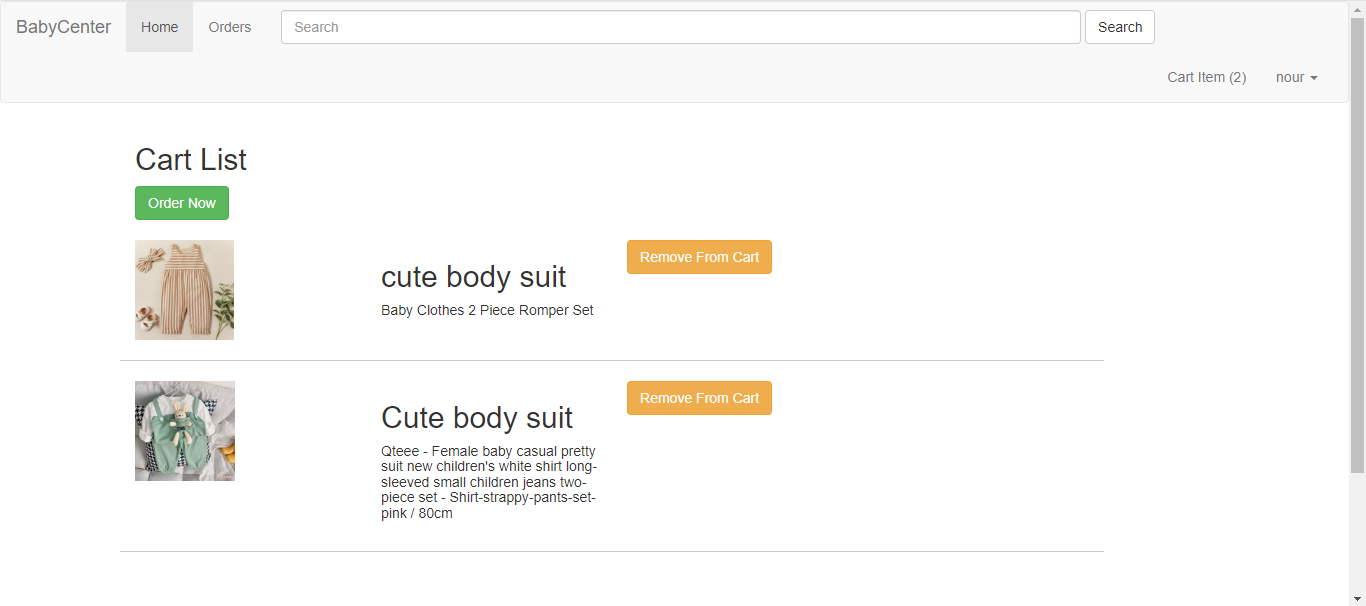 BabyCenter
Home
Orders
Search
Search
Cart Item (2)
nour
Cart List
Order Now
cute body suit
Remove From Cart
Baby Clothes 2 Piece Romper Set
Cute body suit
Remove From Cart
Qteee - Female baby casual pretty
suit new children's white shirt long-
sleeved small children jeans two-
piece set - Shirt-strappy-pants-set-
pink / 80cm